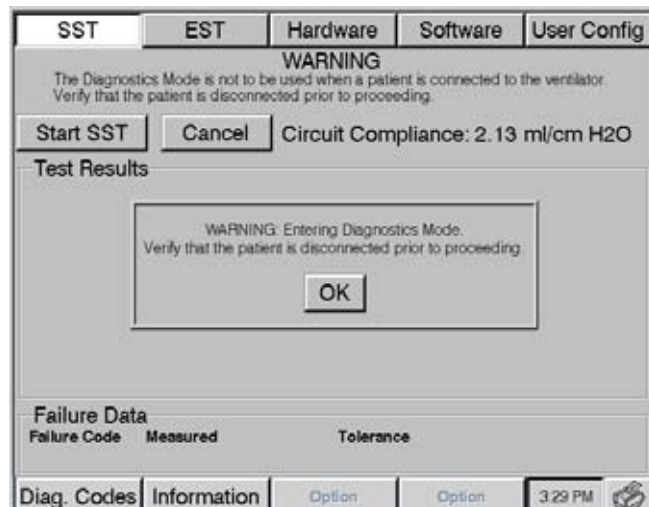 SST EST Hardware Software User Config
WARNING
The Diagnostics Mode is not to be used when a patient is connected to the ventilator.
Verify that the patient is disconnected prior to proceeding.
Start SST Cancel Circuit Compliance: 2.13 ml/cm H2O
Test Results
WARNING: Entering Diagnostics Mode.
Verify that the patient is disconnected prior to proceeding.
OK
Failure Data
Failure Code Measured Tolerance
Diag. Codes Information Option Option 3:29 PM